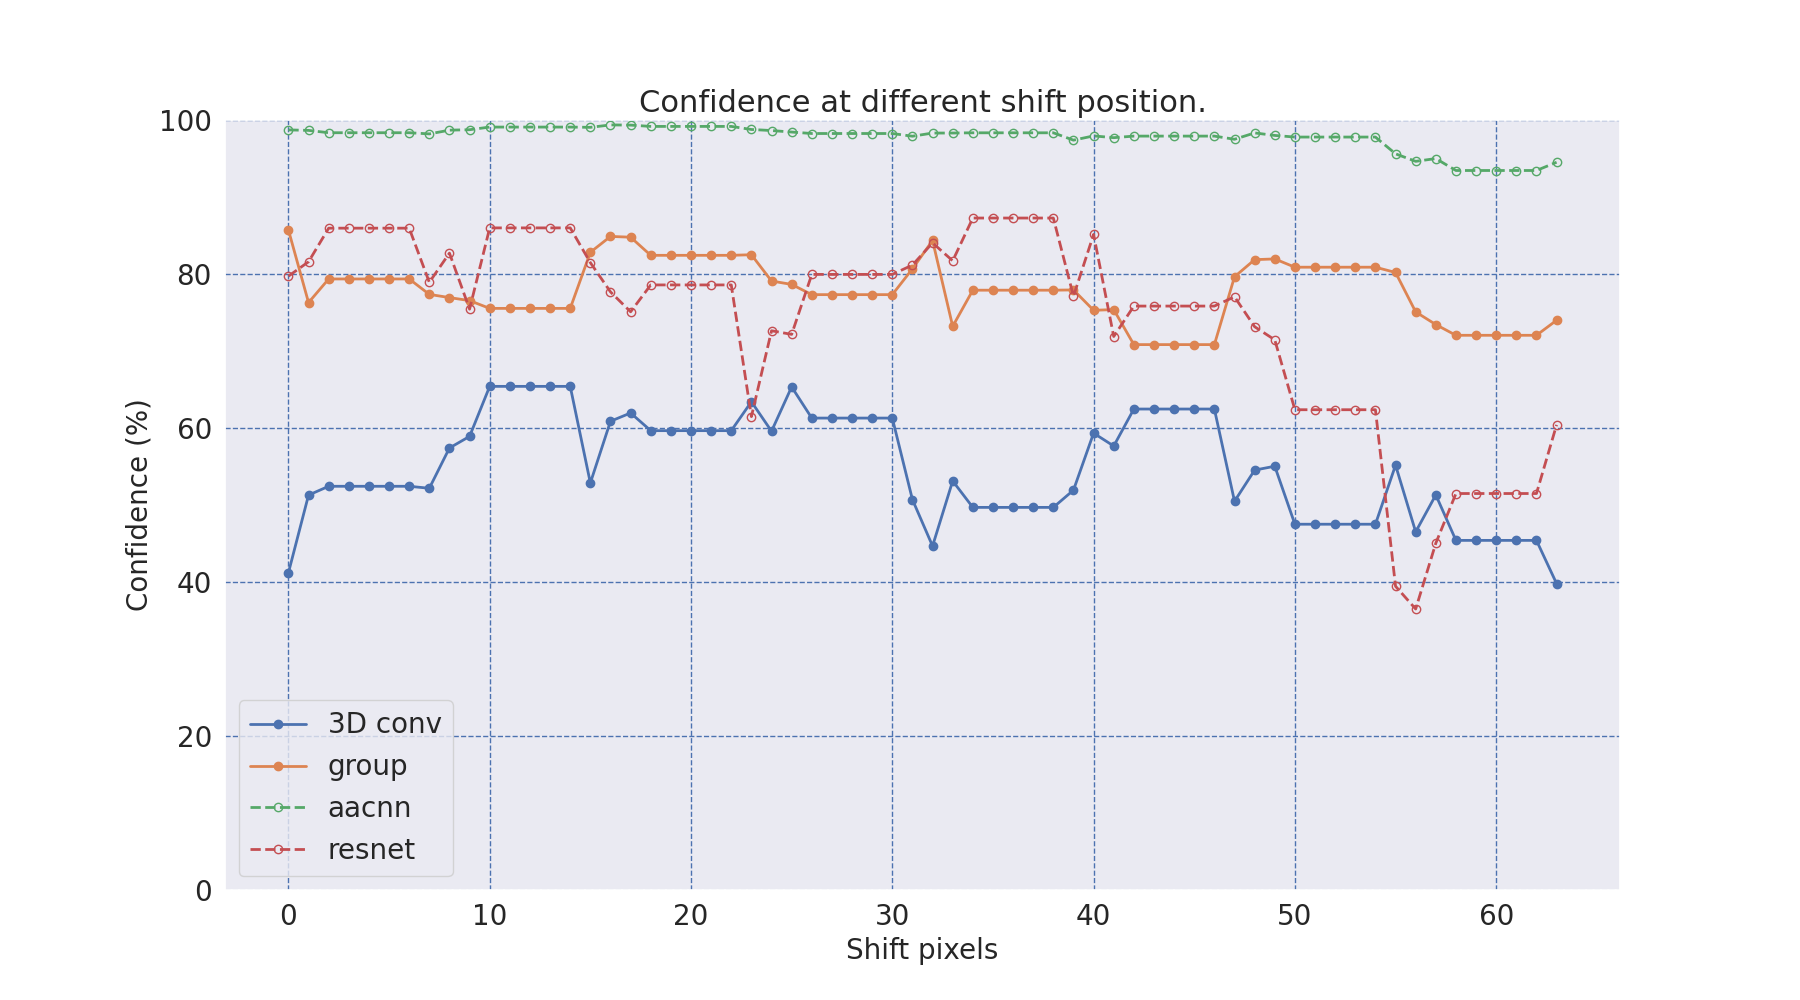 Confidence at different shift position.
100
80
60
40
20
0
Confidence (%)
3D conv
group
aacnn
resnet
0 10 20 30 40 50 60
Shift pixels